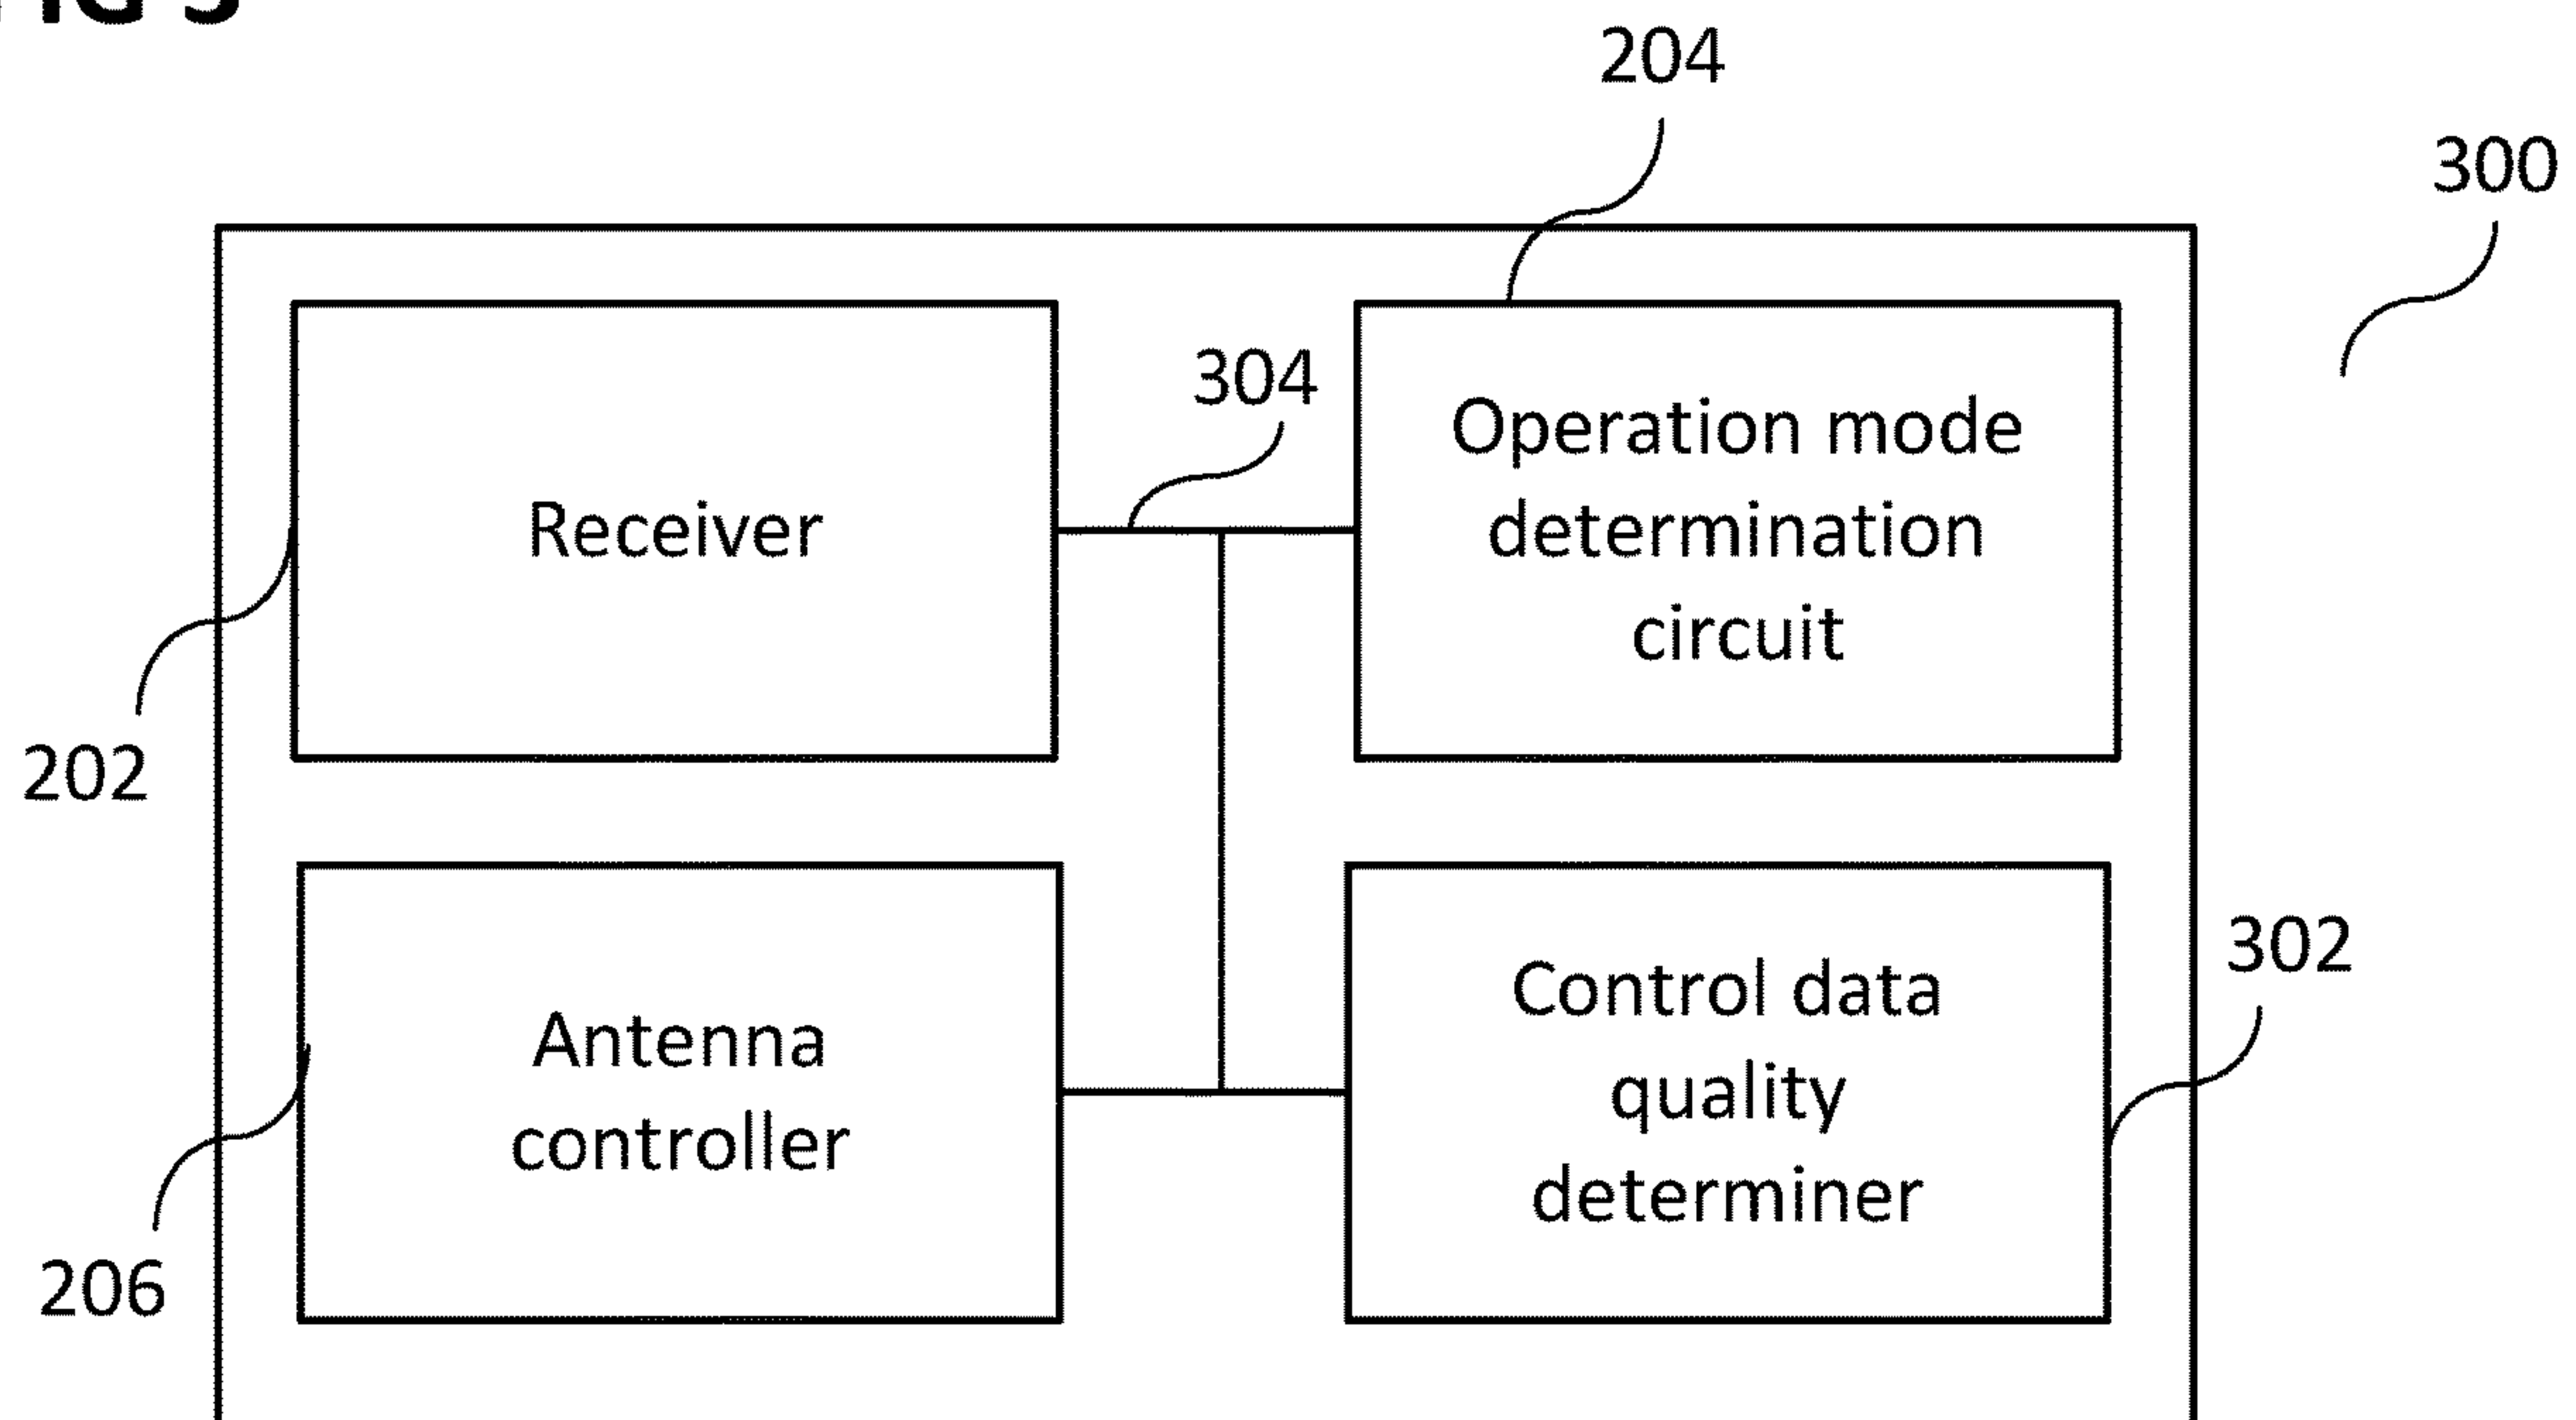 204
300
304
Receiver
Operation mode
determination
circuit
202
Antenna
controller
Control data
quality
determiner
302
206